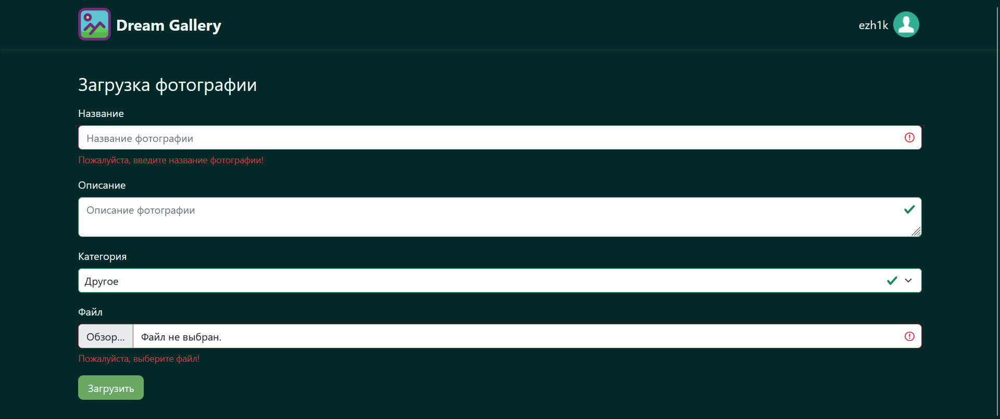 Dream Gallery
ezh1k
Загрузка фотографии
Название
Название фотографии
Пожалуйста, введите название фотографии!
Описание
Описание фотографии
Категория
Другое
Файл
Обзор... Файл не выбран.
Пожалуйста, выберите файл!
Загрузить